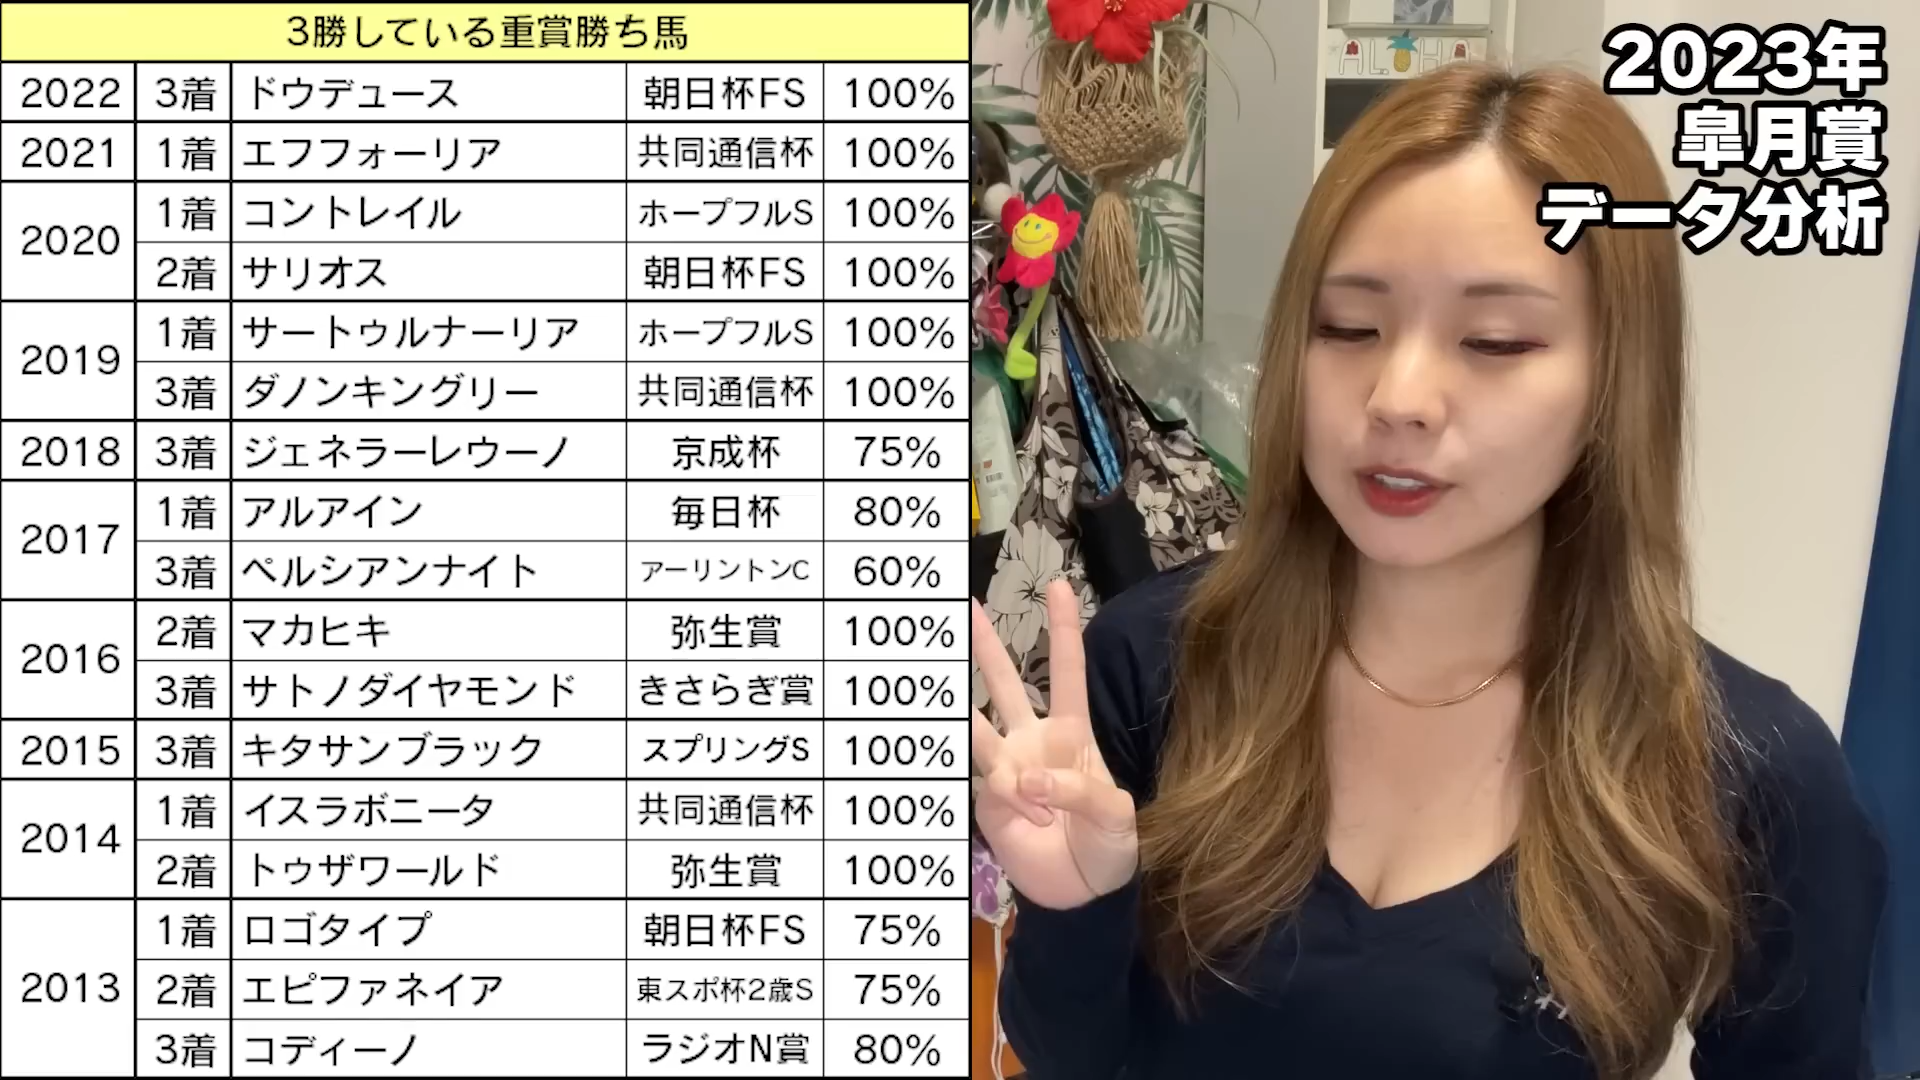 3勝している重賞勝ち馬
2022 3着 ドウデュース 朝日杯FS 100%
2021 1着 エフフォーリア 共同通信杯 100%
2020 1着 コントレイル ホープフルS 100%
2着 サリオス 朝日杯FS 100%
2019 1着 サートゥルナーリア ホープフルS 100%
3着 ダノンキングリー 共同通信杯 100%
2018 3着 ジェネラーレウーノ 京成杯 75%
2017 1着 アルアイン 毎日杯 80%
3着 ペルシアンナイト アーリントンC 60%
2016 2着 マカヒキ 弥生賞 100%
3着 サトノダイヤモンド きさらぎ賞 100%
2015 3着 キタサンブラック スプリングS 100%
2014 1着 イスラボニータ 共同通信杯 100%
2着 トゥザワールド 弥生賞 100%
2013 1着 ロゴタイプ 朝日杯FS 75%
2着 エピファネイア 東スポ杯2歳S 75%
3着 コディーノ ラジオN賞 80%
2023年
皐月賞
データ分析
ALOHA